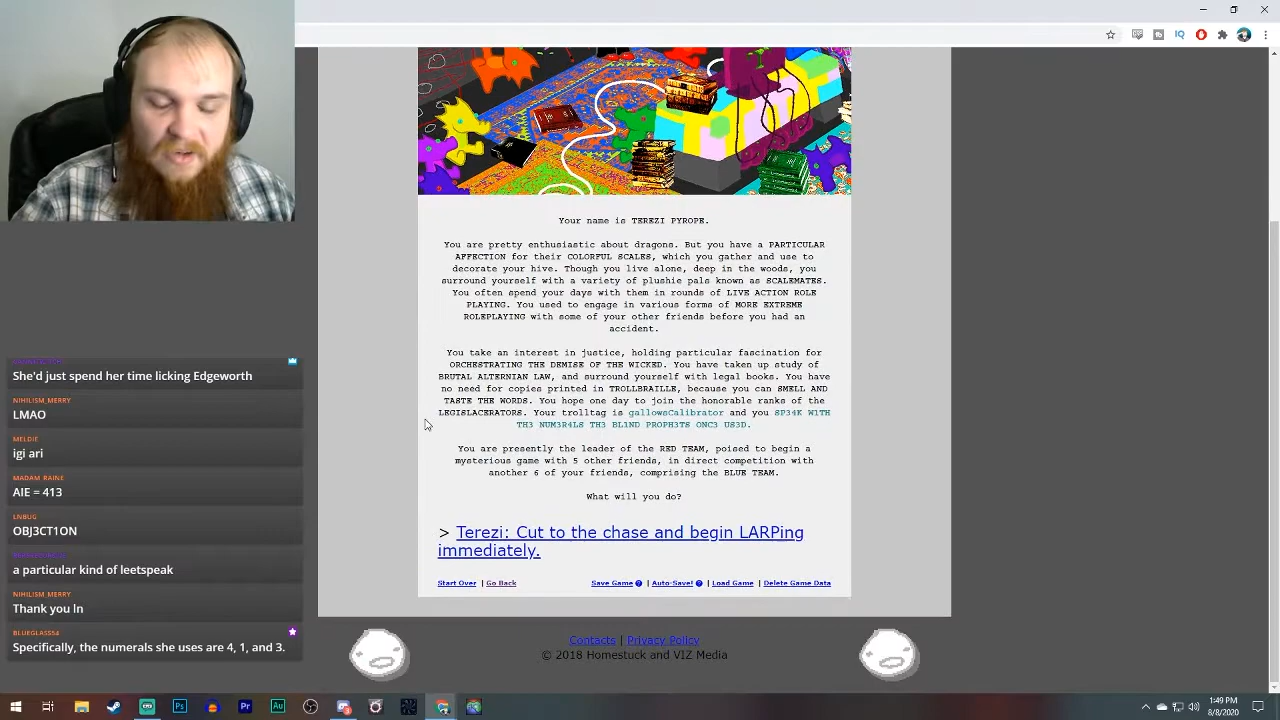 Your name is TEREZI PYROPE.
You are pretty enthusiastic about dragons. But you have a PARTICULAR
AFFECTION for their COLORFUL SCALES, which you gather and use to
decorate your hive. Though you live alone, deep in the woods, you
surround yourself with a variety of plushie pals known as SCALEMATES.
You often spend your days with them in rounds of LIVE ACTION ROLE
PLAYING. You used to engage in various forms of MORE EXTREME
ROLEPLAYING with some of your other friends before you had an
accident.
You take an interest in justice, holding particular fascination for
ORCHESTRATING THE DEMISE OF THE WICKED. You have taken up study of
BRUTAL ALTERNIAN LAW, and surround yourself with legal books. You have
no need for copies printed in TROLLBRAILLE, because you can SMELL AND
TASTE THE WORDS. You hope one day to join the honorable ranks of the
LEGISLACERATORS. Your trolltag is gallowsCalibrator and you SP34K W1TH
TH3 NUM3R4LS TH3 BL1ND PROPH3TS ONC3 US3D.
You are presently the leader of the RED TEAM, poised to begin a
mysterious game with 5 other friends, in direct competition with
another 6 of your friends, comprising the BLUE TEAM.
What will you do?
> Terezi: Cut to the chase and begin LARPing
immediately.
Start Over | Go Back Save Game ? | Auto-Save! ? | Load Game | Delete Game Data
Contacts | Privacy Policy
© 2018 Homestuck and VIZ Media
She'd just spend her time licking Edgeworth
NIHILISM_MERRY
LMAO
MELDIE
igi ari
MADAM RAINE
AIE = 413
LNBUG
OBJ3CT1ON
a particular kind of leetspeak
NIHILISM_MERRY
Thank you ln
BLUEGLASS54
Specifically, the numerals she uses are 4, 1, and 3.
IQ
Ps
Pr
Au
1:49 PM
8/8/2020